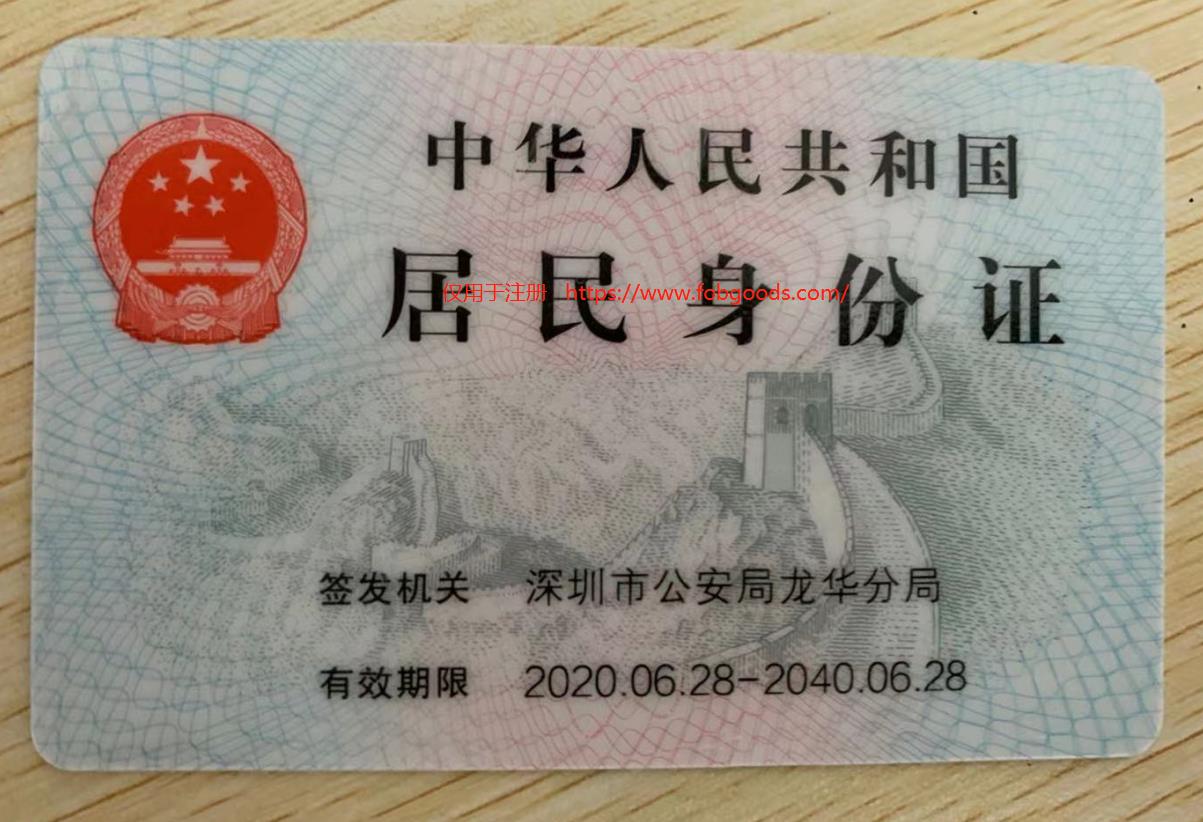 中华人民共和国
居民身份证
仅用于注册 https://www.fobgoods.com/
签发机关 深圳市公安局龙华分局
有效期限 2020.06.28-2040.06.28